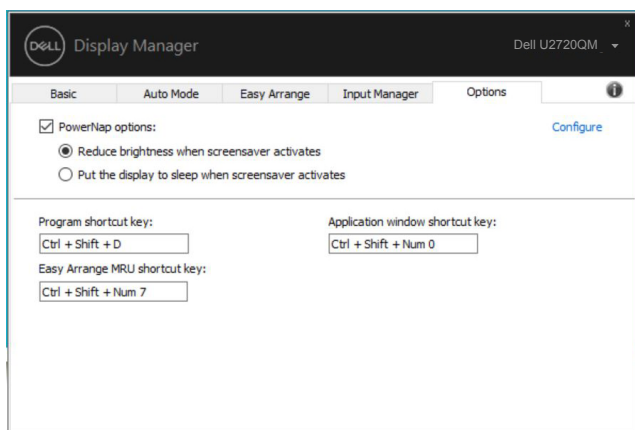 x
DELL Display Manager
Dell U2720QM
Basic Auto Mode Easy Arrange Input Manager Options i
PowerNap options: Configure
Reduce brightness when screensaver activates
Put the display to sleep when screensaver activates
Program shortcut key: Application window shortcut key:
Ctrl + Shift + D Ctrl + Shift + Num 0
Easy Arrange MRU shortcut key:
Ctrl + Shift + Num 7